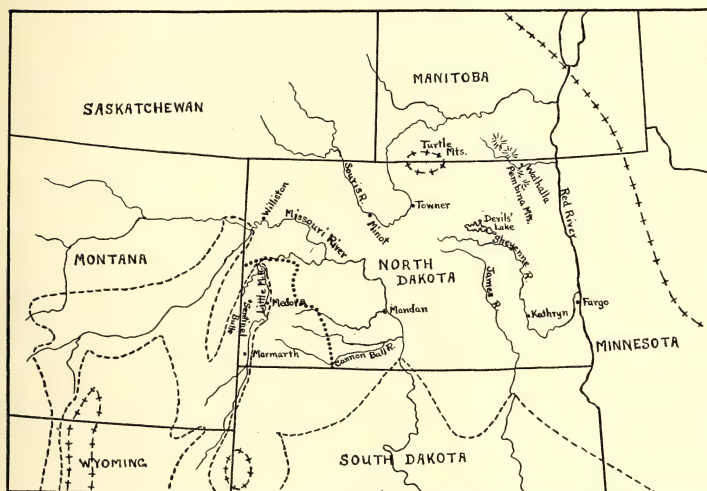 MANITOBA
SASKATCHEWAN
Turtle
Mts.
Walhalla
Pembina Mts.
Souris R.
Red River
Williston
Towner
Missouri River
Minot
Devils'
Lake
Sheyenne R.
MONTANA
NORTH
DAKOTA
Little M.R.
James R.
Sentinel
Butte
Medora
Mandan
Fargo
Kathryn
MINNESOTA
Marmarth
Cannon Ball R.
WYOMING
SOUTH DAKOTA